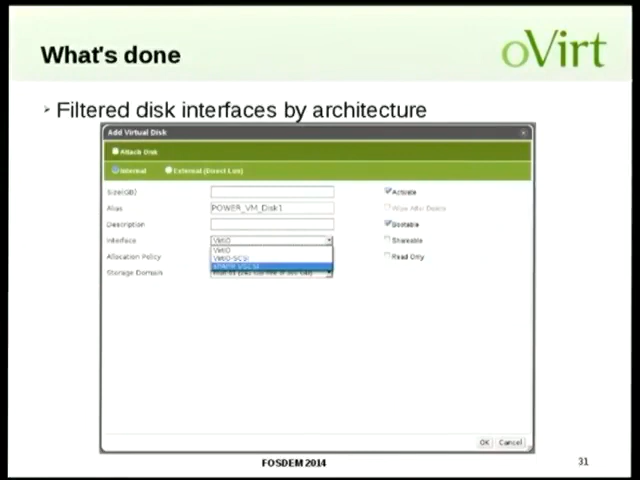 What's done
oVirt
Filtered disk interfaces by architecture
Add Virtual Disk
Attach Disk
Internal
External (Direct Lun)
Size(GB)
Activate
Alias
POWER_VM_Disk1
Wipe After Delete
Description
Bootable
Interface
VirtIO
Shareable
VirtIO
VirtIO-SCSI
Allocation Policy
Read Only
Storage Domain
OK
Cancel
FOSDEM 2014
31